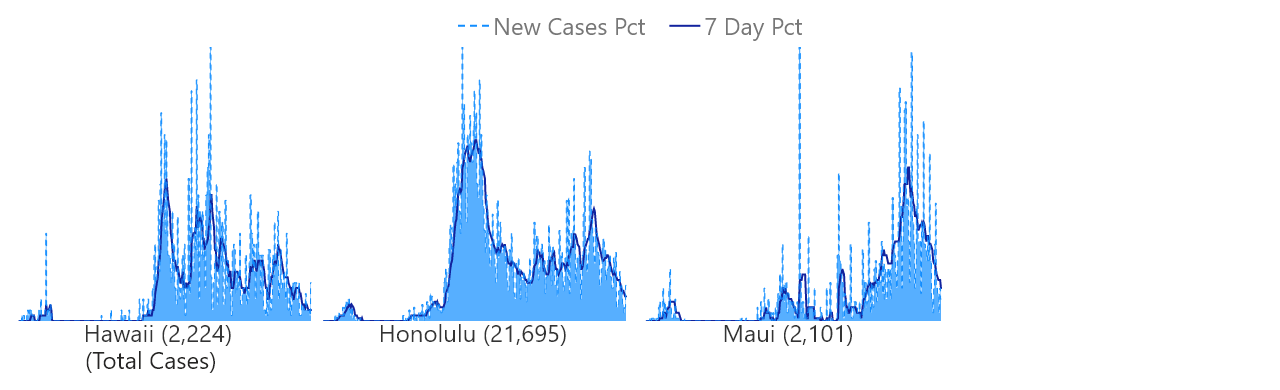 New Cases Pct 7 Day Pct
Hawaii (2,224) Honolulu (21,695) Maui (2,101)
(Total Cases)